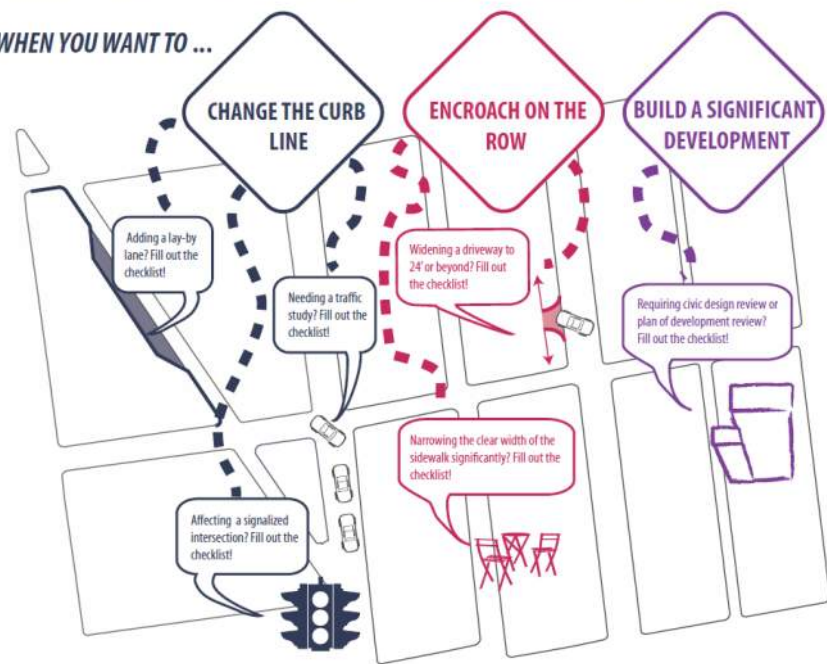 WHEN YOU WANT TO ...
CHANGE THE CURB
LINE
ENCROACH ON THE
ROW
BUILD A SIGNIFICANT
DEVELOPMENT
Adding a lay-by
lane? Fill out the
checklist!
Needing a traffic
study? Fill out the
checklist!
Widening a driveway to
24' or beyond? Fill out
the checklist!
Requiring civic design review or
plan of development review?
Fill out the checklist!
Narrowing the clear width of the
sidewalk significantly? Fill out the
checklist!
Affecting a signalized
intersection? Fill out the
checklist!